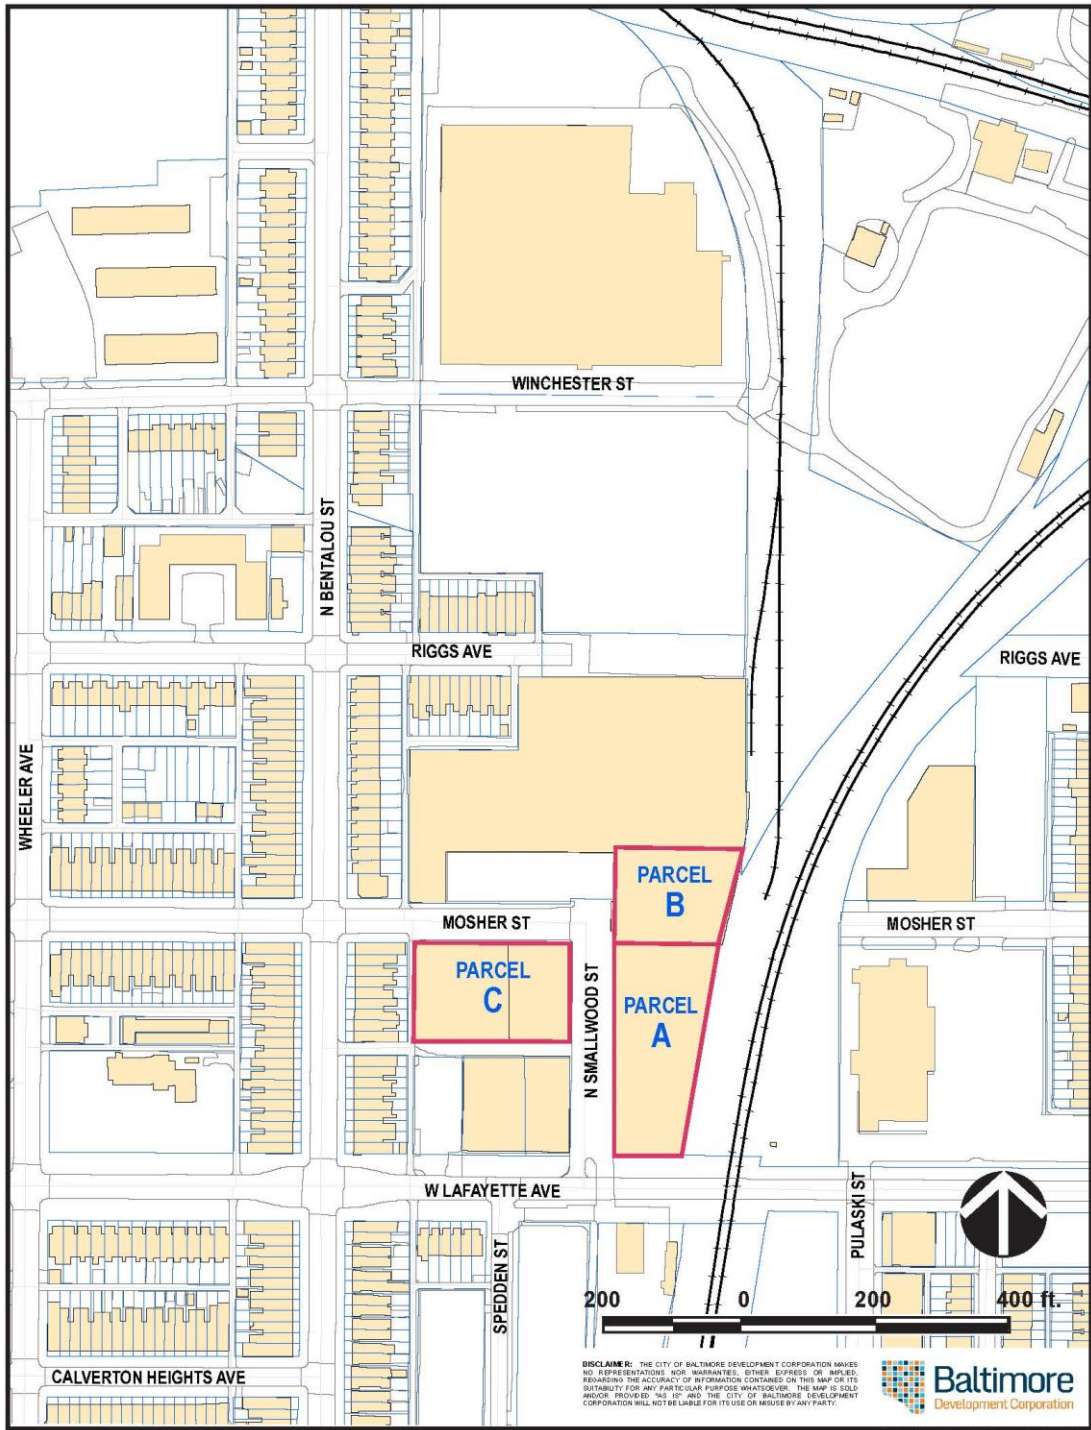 WINCHESTER ST
N BENTALOU ST
RIGGS AVE
RIGGS AVE
WHEELER AVE
PARCEL
B
MOSHER ST
MOSHER ST
PARCEL
C
PARCEL
A
N SMALLWOOD ST
W LAFAYETTE AVE
PULASKI ST
SPEDDEN ST
200 0 200 400 ft.
CALVERTON HEIGHTS AVE
DISCLAIMER: THE CITY OF BALTIMORE DEVELOPMENT CORPORATION MAKES
NO REPRESENTATIONS NOR WARRANTIES, EITHER EXPRESS OR IMPLIED,
REGARDING THE ACCURACY OF INFORMATION CONTAINED ON THIS MAP OR ITS
SUITABILITY FOR ANY PARTICULAR PURPOSE WHATSOEVER. THE MAP IS SOLD
AND/OR PROVIDED "AS IS" AND THE CITY OF BALTIMORE DEVELOPMENT
CORPORATION WILL NOT BE LIABLE FOR ITS USE OR MISUSE BY ANY PARTY.
Baltimore
Development Corporation